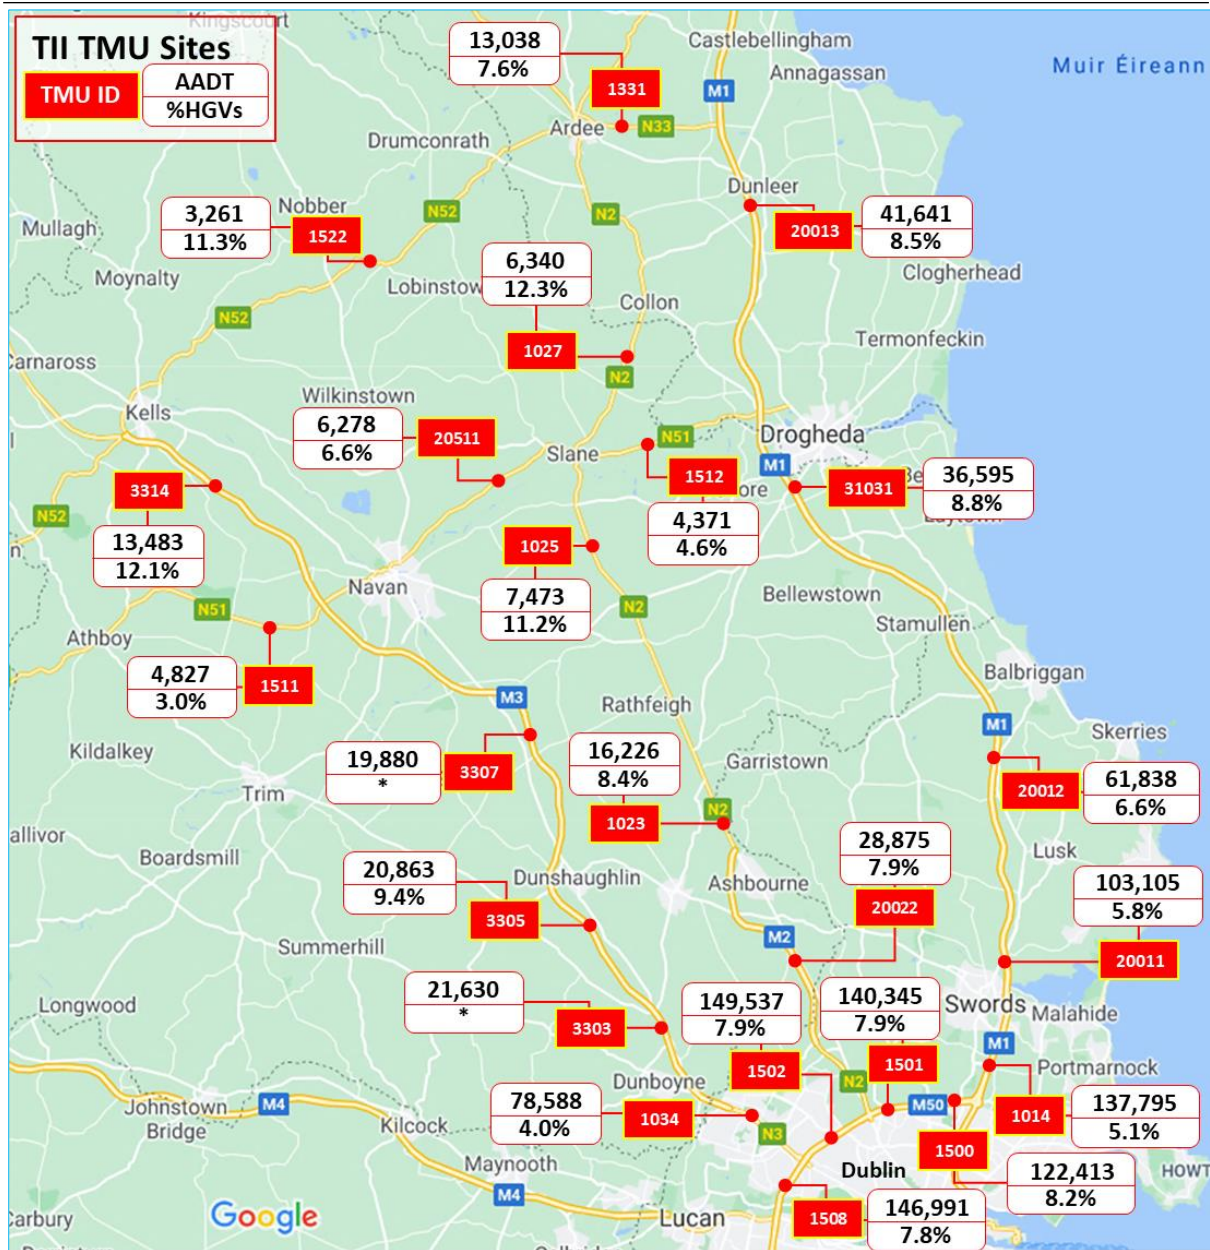 Kingscourt
TII TMU Sites
TMU ID
AADT
%HGVs
13,038
7.6%
1331
Castlebellingham
Annagassan
Muir Éireann
M1
Ardee
N33
Drumconrath
Dunleer
3,261
11.3%
Nobber
1522
N52
N2
20013
41,641
8.5%
Mullagh
Moynalty
Lobinstow
6,340
12.3%
Collon
Clogherhead
N52
1027
N2
Termonfeckin
Carnaross
Wilkinstown
Kells
6,278
6.6%
20511
Slane
N51
Drogheda
M1
1512
ore
31031
Be
36,595
8.8%
Laytown
3314
N52
n
13,483
12.1%
4,371
4.6%
1025
7,473
11.2%
Navan
N2
Bellewstown
Stamullen
N51
Athboy
4,827
3.0%
1511
Balbriggan
M3
Rathfeigh
M1
Skerries
Kildalkey
19,880
*
3307
16,226
8.4%
Garristown
20012
61,838
6.6%
Trim
1023
N2
allivor
Boardsmill
28,875
7.9%
Lusk
20,863
9.4%
Dunshaughlin
Ashbourne
103,105
5.8%
3305
20022
Summerhill
M2
20011
21,630
*
3303
149,537
7.9%
140,345
7.9%
Swords
Malahide
Longwood
M1
1502
1501
Portmarnock
Dunboyne
N2
M50
1014
137,795
5.1%
Johnstown
Bridge
M4
Kilcock
78,588
4.0%
1034
N3
1500
Maynooth
Dublin
122,413
8.2%
HOWT
M4
Carbury
Google
Lucan
1508
146,991
7.8%